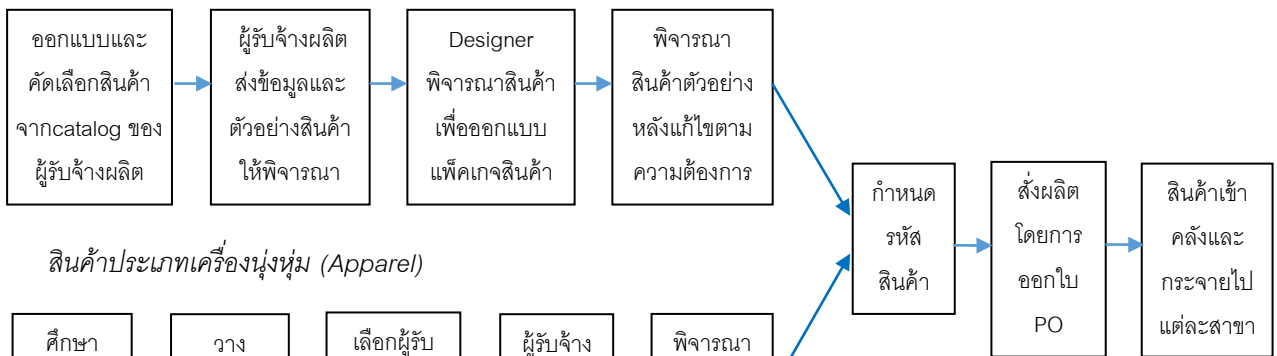 ออกแบบและ
คัดเลือกสินค้า
จากcatalog ของ
ผู้รับจ้างผลิต
ผู้รับจ้างผลิต
ส่งข้อมูลและ
ตัวอย่างสินค้า
ให้พิจารณา
Designer
พิจารณาสินค้า
เพื่อออกแบบ
แพ็คเกจสินค้า
พิจารณา
สินค้าตัวอย่าง
หลังแก้ไขตาม
ความต้องการ
กำหนด
รหัส
สินค้า
สั่งผลิต
โดยการ
ออกใบ
PO
สินค้าเข้า
คลังและ
กระจายไป
แต่ละสาขา
สินค้าประเภทเครื่องนุ่งหุ่ม (Apparel)
ศึกษา
วาง
เลือกผู้รับ
ผู้รับจ้าง
พิจารณา